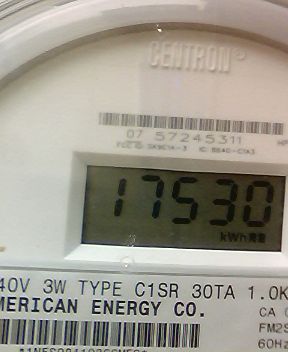 CENTRON®
07 57245311
17530
kWh
40V 3W TYPE C1SR 30TA 1.0K
MERICAN ENERGY CO.
CA
FM2S
60Hz